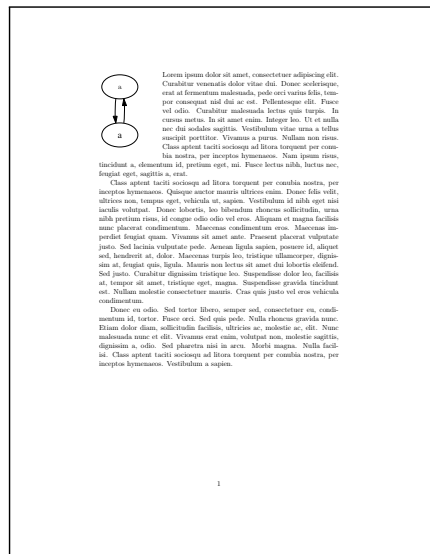 a
a
Lorem ipsum dolor sit amet, consectetuer adipiscing elit.
Curabitur venenatis dolor vitae dui. Donec scelerisque,
erat at fermentum malesuada, pede orci varius felis, tem-
por consequat nisl dui ac est. Pellentesque elit. Fusce
vel odio. Curabitur malesuada lectus quis turpis. In
cursus metus. In sit amet enim. Integer leo. Ut et nulla
nec dui sodales sagittis. Vestibulum vitae urna a tellus
suscipit porttitor. Vivamus a purus. Nullam non risus.
Class aptent taciti sociosqu ad litora torquent per conu-
bia nostra, per inceptos hymenaeos. Nam ipsum risus,
tincidunt a, elementum id, pretium eget, mi. Fusce lectus nibh, luctus nec,
feugiat eget, sagittis a, erat.
Class aptent taciti sociosqu ad litora torquent per conubia nostra, per
inceptos hymenaeos. Quisque auctor mauris ultrices enim. Donec felis velit,
ultrices non, tempus eget, vehicula ut, sapien. Vestibulum id nibh eget nisi
iaculis volutpat. Donec lobortis, leo bibendum rhoncus sollicitudin, urna
nibh pretium risus, id congue odio odio vel eros. Aliquam et magna facilisis
nunc placerat condimentum. Maecenas condimentum eros. Maecenas im-
perdiet feugiat quam. Vivamus sit amet ante. Praesent placerat vulputate
justo. Sed lacinia vulputate pede. Aenean ligula sapien, posuere id, aliquet
sed, hendrerit at, dolor. Maecenas turpis leo, tristique ullamcorper, dignis-
sim at, feugiat quis, ligula. Mauris non lectus sit amet dui lobortis eleifend.
Sed justo. Curabitur dignissim tristique leo. Suspendisse dolor leo, facilisis
at, tempor sit amet, tristique eget, magna. Suspendisse gravida tincidunt
est. Nullam molestie consectetuer mauris. Cras quis justo vel eros vehicula
condimentum.
Donec eu odio. Sed tortor libero, semper sed, consectetuer eu, condi-
mentum id, tortor. Fusce orci. Sed quis pede. Nulla rhoncus gravida nunc.
Etiam dolor diam, sollicitudin facilisis, ultricies ac, molestie ac, elit. Nunc
malesuada nunc et elit. Vivamus erat enim, volutpat non, molestie sagittis,
dignissim a, odio. Sed pharetra nisi in arcu. Morbi magna. Nulla facil-
isi. Class aptent taciti sociosqu ad litora torquent per conubia nostra, per
inceptos hymenaeos. Vestibulum a sapien.
1